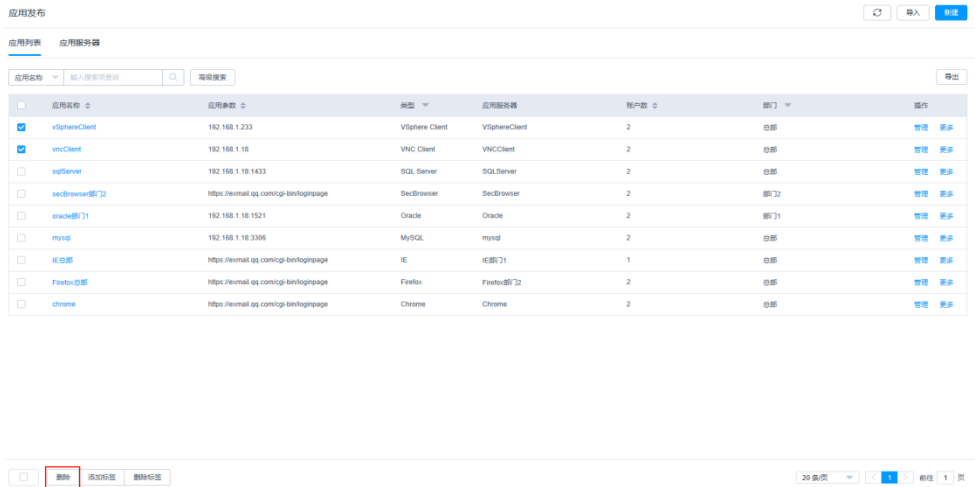 应用发布 导入 新建
应用列表 应用服务器
应用名称 输入搜索项查询 高级搜索 导出
应用名称 应用参数 类型 应用服务器 账户数 部门 操作
vSphereClient 192.168.1.233 VSphere Client VSphereClient 2 总部 管理 更多
vncClient 192.168.1.18 VNC Client VNCClient 2 总部 管理 更多
sqlServer 192.168.1.18:1433 SQL Server SQLServer 2 总部 管理 更多
secBrowser部门2 https://exmail.qq.com/cgi-bin/loginpage SecBrowser SecBrowser 2 部门2 管理 更多
oracle部门1 192.168.1.18:1521 Oracle Oracle 2 部门1 管理 更多
mysql 192.168.1.18:3306 MySQL mysql 2 总部 管理 更多
IE总部 https://exmail.qq.com/cgi-bin/loginpage IE IE部门1 1 总部 管理 更多
Firefox总部 https://exmail.qq.com/cgi-bin/loginpage Firefox Firefox部门2 2 总部 管理 更多
chrome https://exmail.qq.com/cgi-bin/loginpage Chrome Chrome 2 总部 管理 更多
删除 添加标签 删除标签 20 条/页 1 前往 1 页